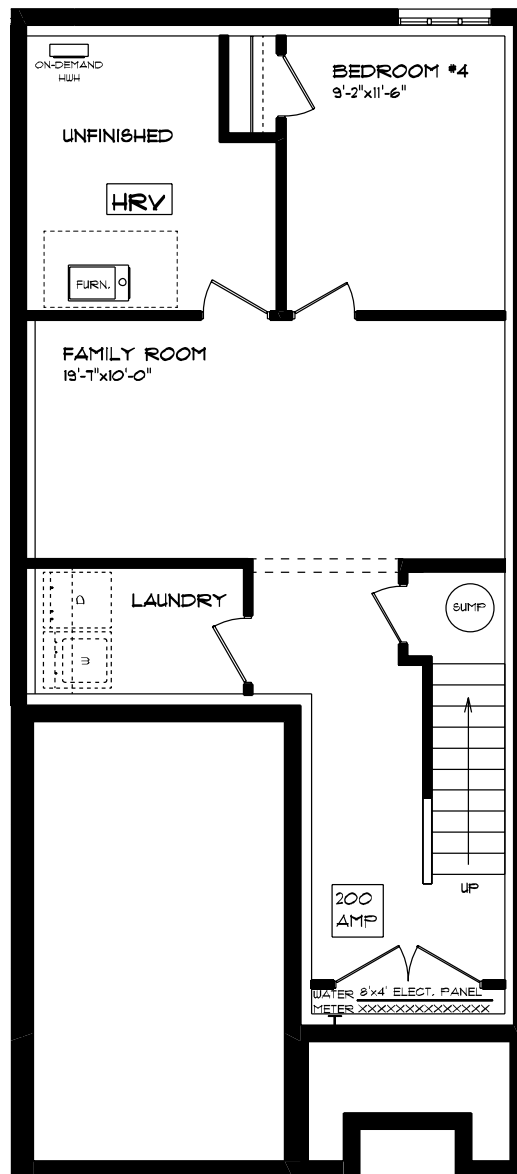 ON-DEMAND
HWH
BEDROOM #4
9'-2"x11'-6"
UNFINISHED
HRV
FURN.
FAMILY ROOM
19'-7"x10'-0"
D
LAUNDRY
SUMP
W
UP
200
AMP
WATER
METER
8'x4' ELECT. PANEL
XXXXXXXXXXXXX